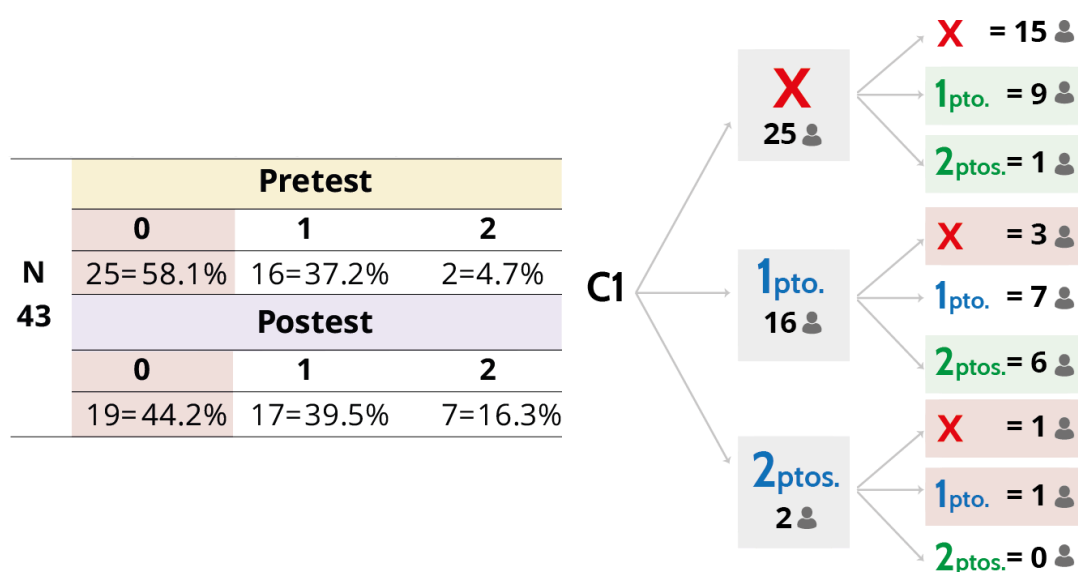 Pretest
0 1 2
N 43
25=58.1% 16=37.2% 2=4.7%
Postest
0 1 2
19=44.2% 17=39.5% 7=16.3%
C1
X
25
X = 15
1pto. = 9
2ptos. = 1
1pto.
16
X = 3
1pto. = 7
2ptos. = 6
2ptos.
2
X = 1
1pto. = 1
2ptos. = 0